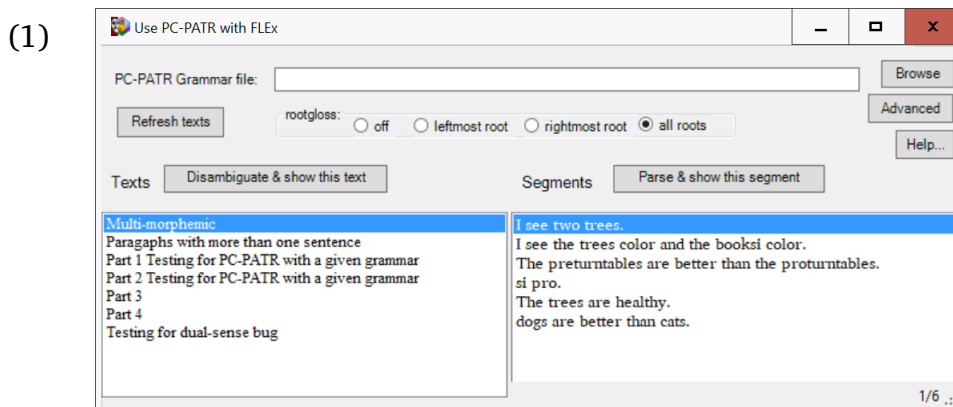 (1)
Use PC-PATR with FLEx
PC-PATR Grammar file:
Browse
Advanced
Refresh texts
rootgloss:
off
leftmost root
rightmost root
all roots
Help...
Texts
Disambiguate & show this text
Segments
Parse & show this segment
Multi-morphemic
Paragaphs with more than one sentence
Part 1 Testing for PC-PATR with a given grammar
Part 2 Testing for PC-PATR with a given grammar
Part 3
Part 4
Testing for dual-sense bug
I see two trees.
I see the trees color and the booksi color.
The preturntables are better than the proturntables.
si pro.
The trees are healthy.
dogs are better than cats.
1/6